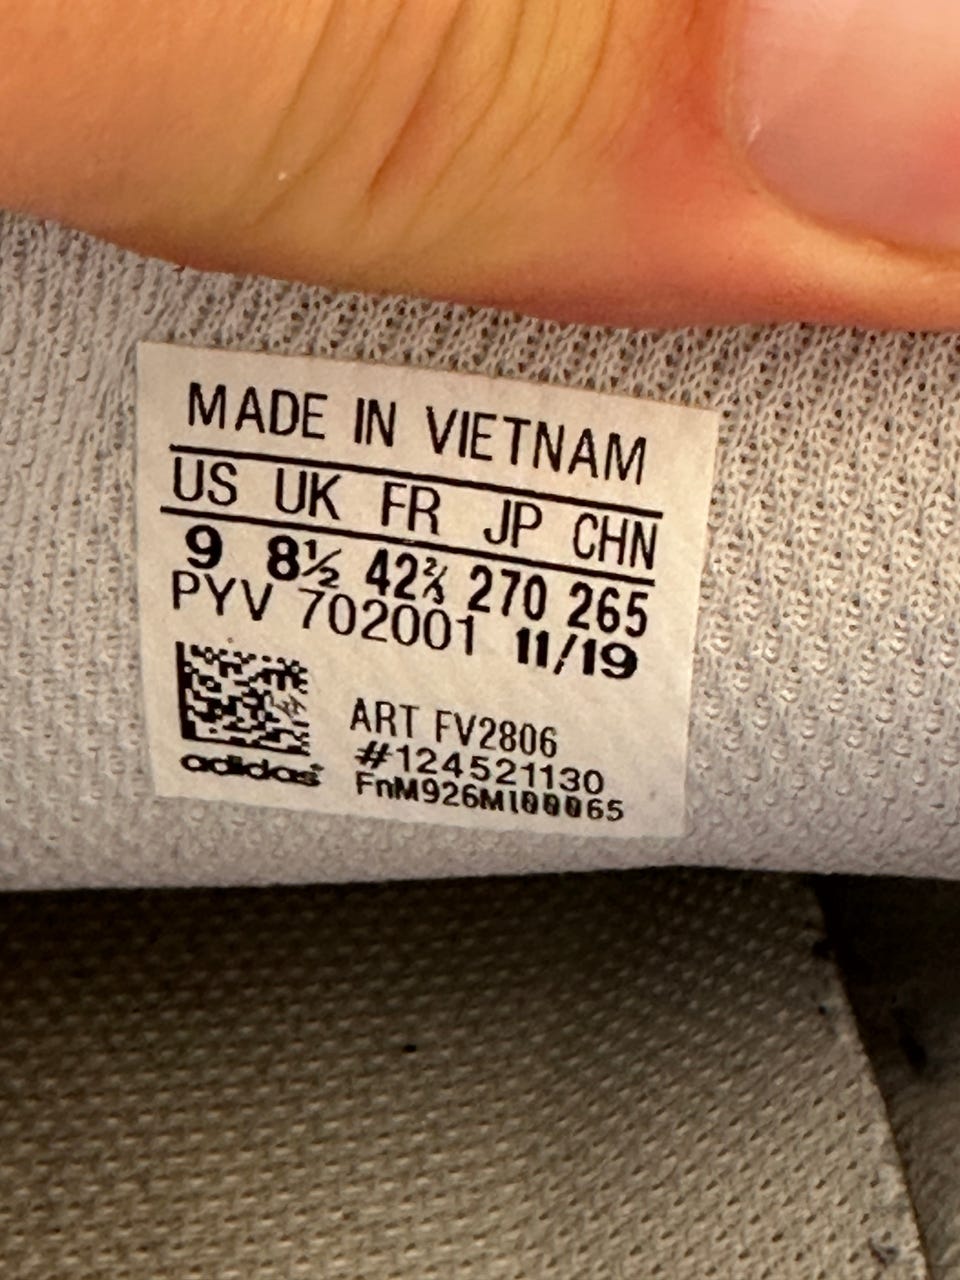 MADE IN VIETNAM
US UK FR JP CHN
9 8½ 42⅔ 270 265
PYV 702001 11/19
ART FV2806
#124521130
FnM926M100065
adidas